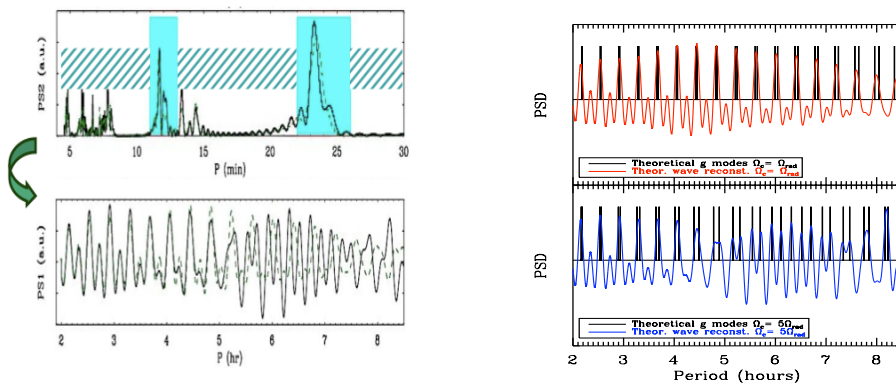 PS2 (a.u.)
5 10 15 20 25 30
P (min)
PS1 (a.u.)
2 3 4 5 6 7 8
P (hr)
PSD
Theoretical g modes Ωc= Ωrad
Theor. wave reconst. Ωc= Ωrad
PSD
Theoretical g modes Ωc= 5Ωrad
Theor. wave reconst. Ωc= 5Ωrad
2 3 4 5 6 7 8
Period (hours)